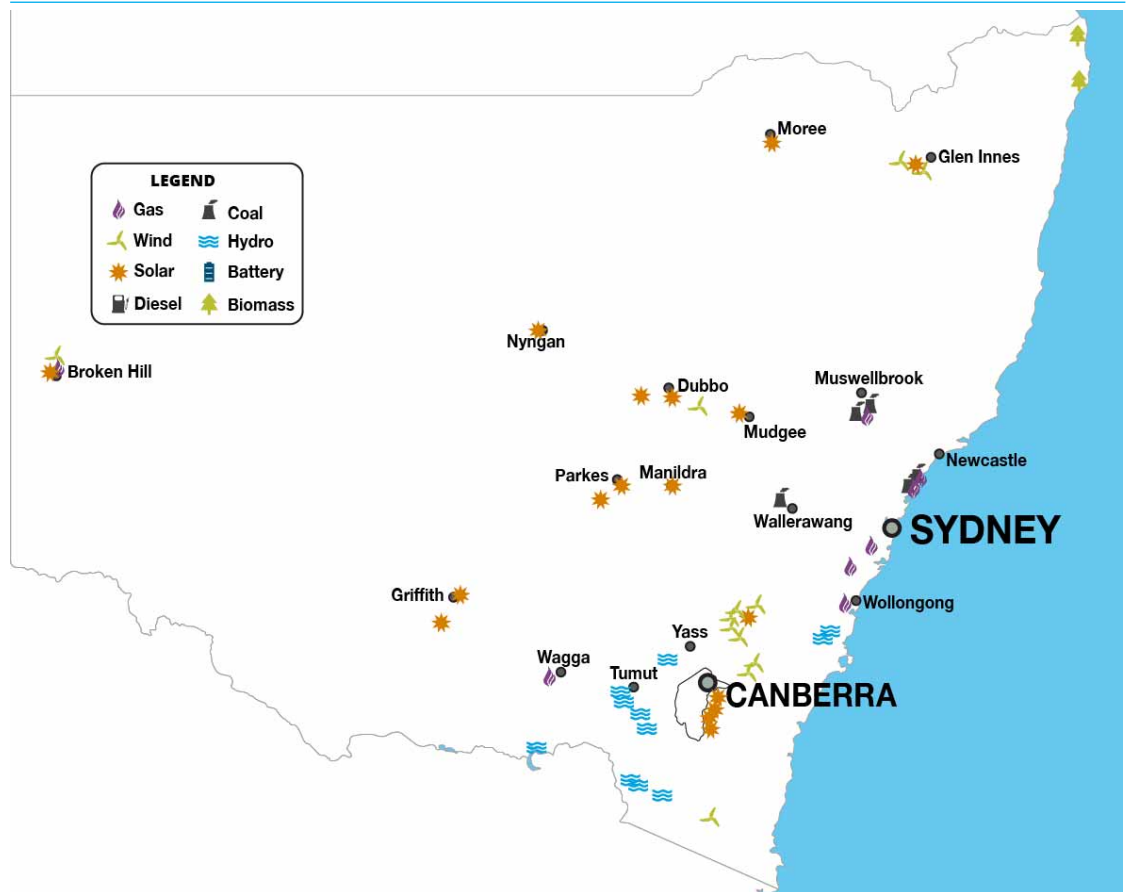 Moree
Glen Innes
LEGEND
Gas
Coal
Wind
Hydro
Solar
Battery
Diesel
Biomass
Nyngan
Broken Hill
Dubbo
Muswellbrook
Mudgee
Newcastle
Parkes
Manildra
Wallerawang
SYDNEY
Griffith
Wollongong
Yass
Wagga
Tumut
CANBERRA